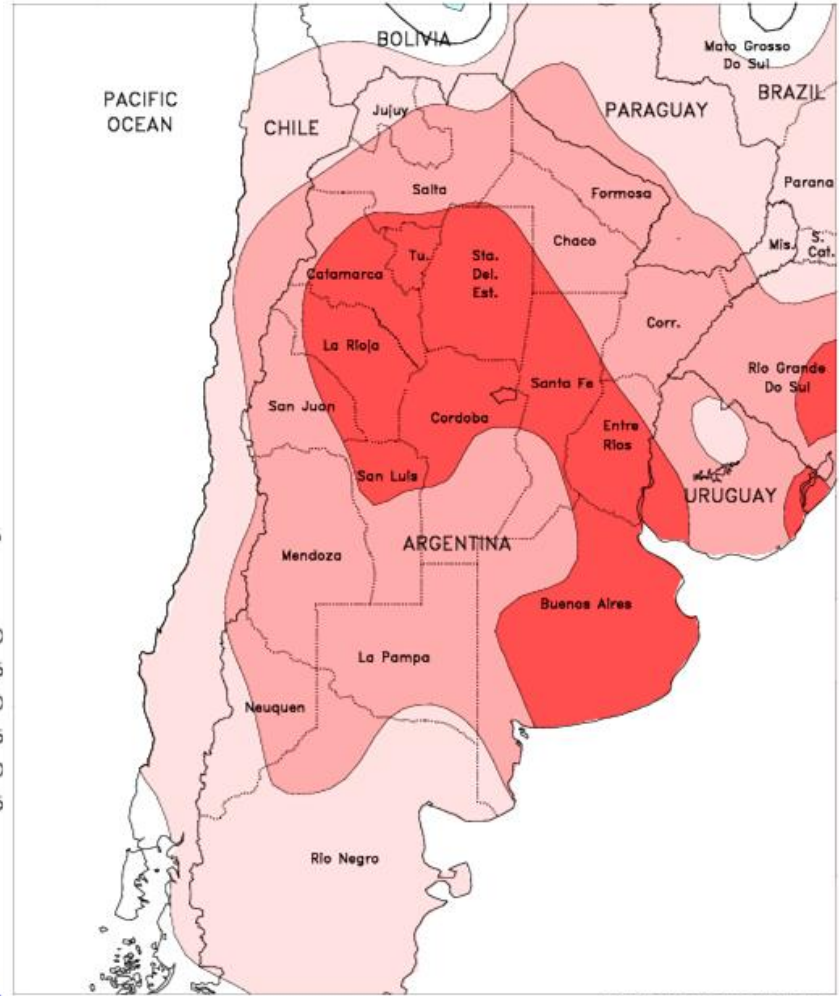 BOLIVIA
Mato Grosso
Do Sul
BRAZIL
PACIFIC
OCEAN
CHILE
Jujuy
PARAGUAY
Salta
Formosa
Parana
Chaco
Mis.
S.
Cat.
Catamarca
Tu.
Sta.
Del.
Est.
Corr.
La Rioja
Santa Fe
Rio Grande
Do Sul
San Juan
Cordoba
Entre
Rios
San Luis
URUGUAY
ARGENTINA
Mendoza
Buenos Aires
La Pampa
Neuquen
Rio Negro